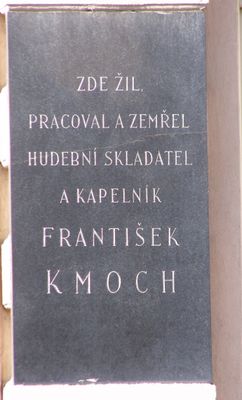 ZDE ŽIL,
PRACOVAL A ZEMŘEL
HUDEBNÍ SKLADATEL
A KAPELNÍK
FRANTIŠEK
KMOCH